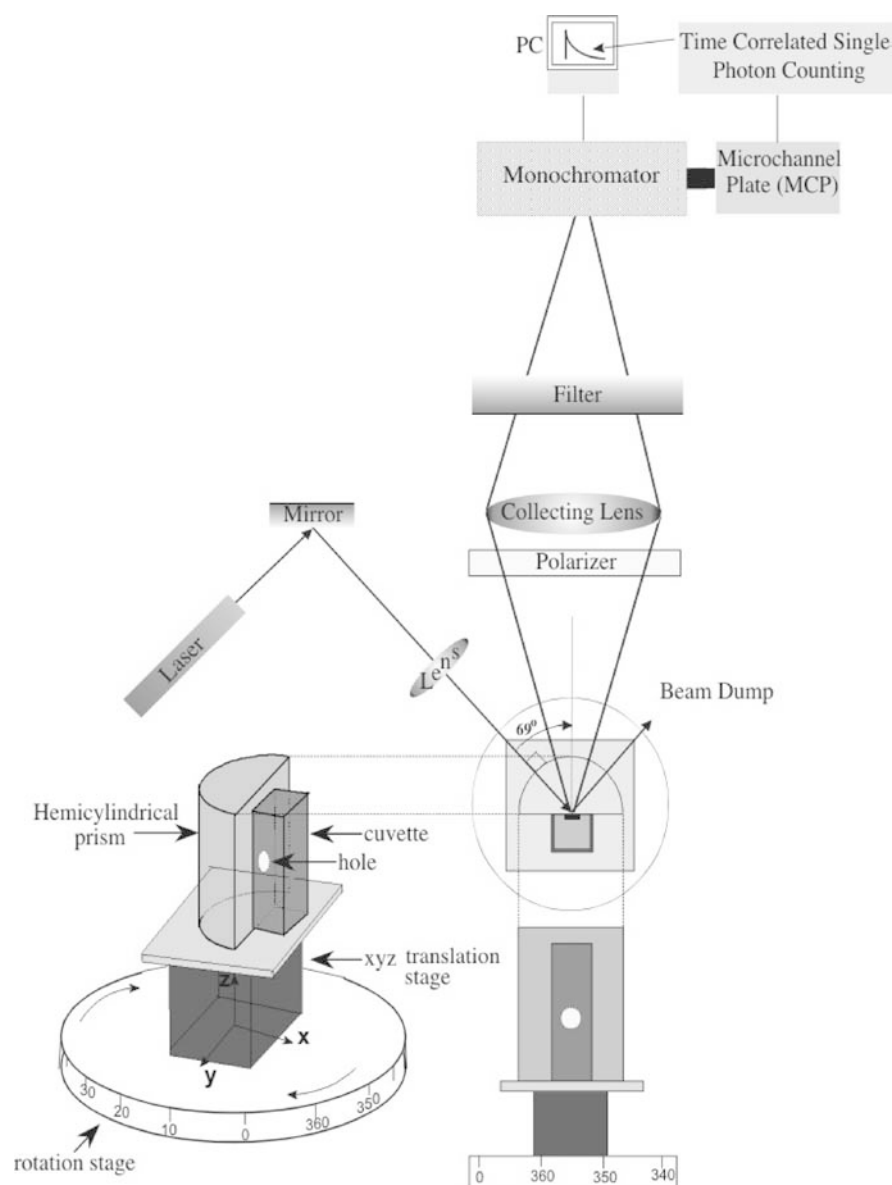 PC
Time Correlated Single
Photon Counting
Monochromator
Microchannel
Plate (MCP)
Filter
Collecting Lens
Mirror
Polarizer
Laser
Lens
Beam Dump
69⁰
Hemicylindrical
prism
cuvette
hole
xyz translation
stage
z
x
y
30
20
10
0
360
350
rotation stage
0
360
350
340